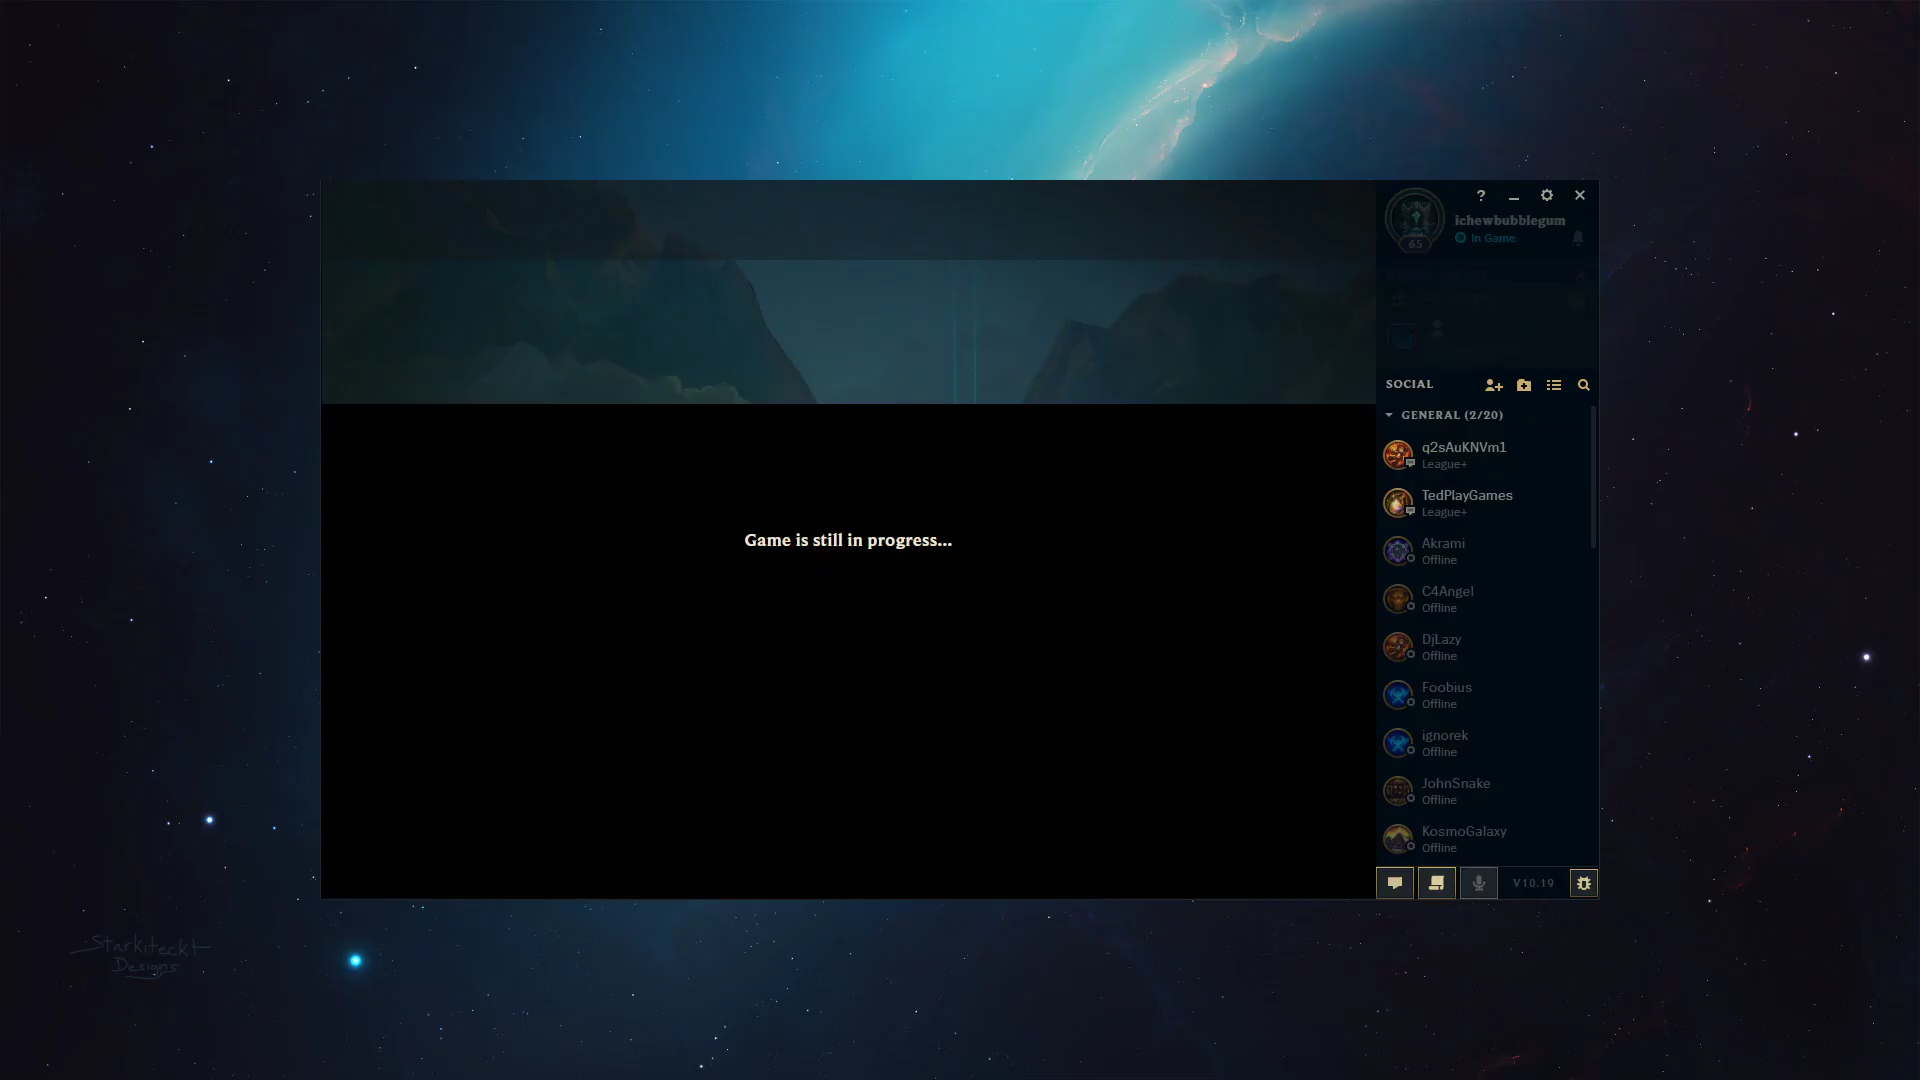 ?
ichewbubblegum
In Game
65
SOCIAL
GENERAL (2/20)
q2sAuKNVm1
League+
TedPlayGames
League+
Akrami
Offline
C4Angel
Offline
DjLazy
Offline
Foobius
Offline
ignorek
Offline
JohnSnake
Offline
KosmoGalaxy
Offline
V10.19
Game is still in progress...
Starkiteckt
Designs